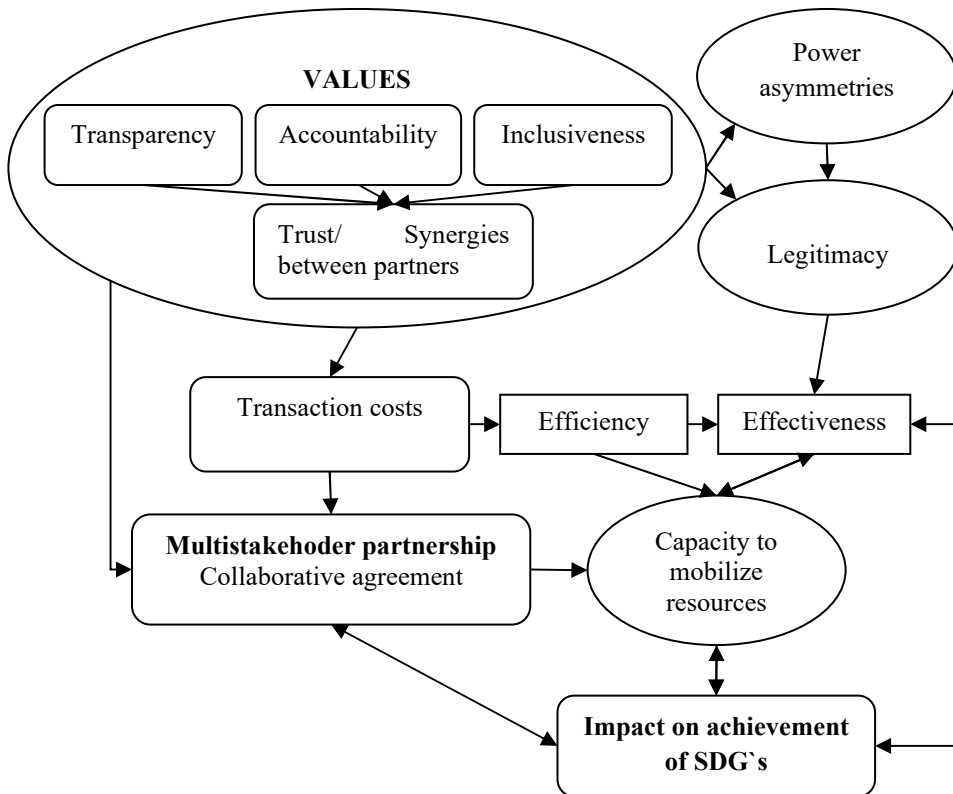 VALUES
Transparency
Accountability
Inclusiveness
Trust/ Synergies
between partners
Power
asymmetries
Legitimacy
Transaction costs
Efficiency
Effectiveness
Multistakehoder partnership
Collaborative agreement
Capacity to
mobilize
resources
Impact on achievement
of SDG`s